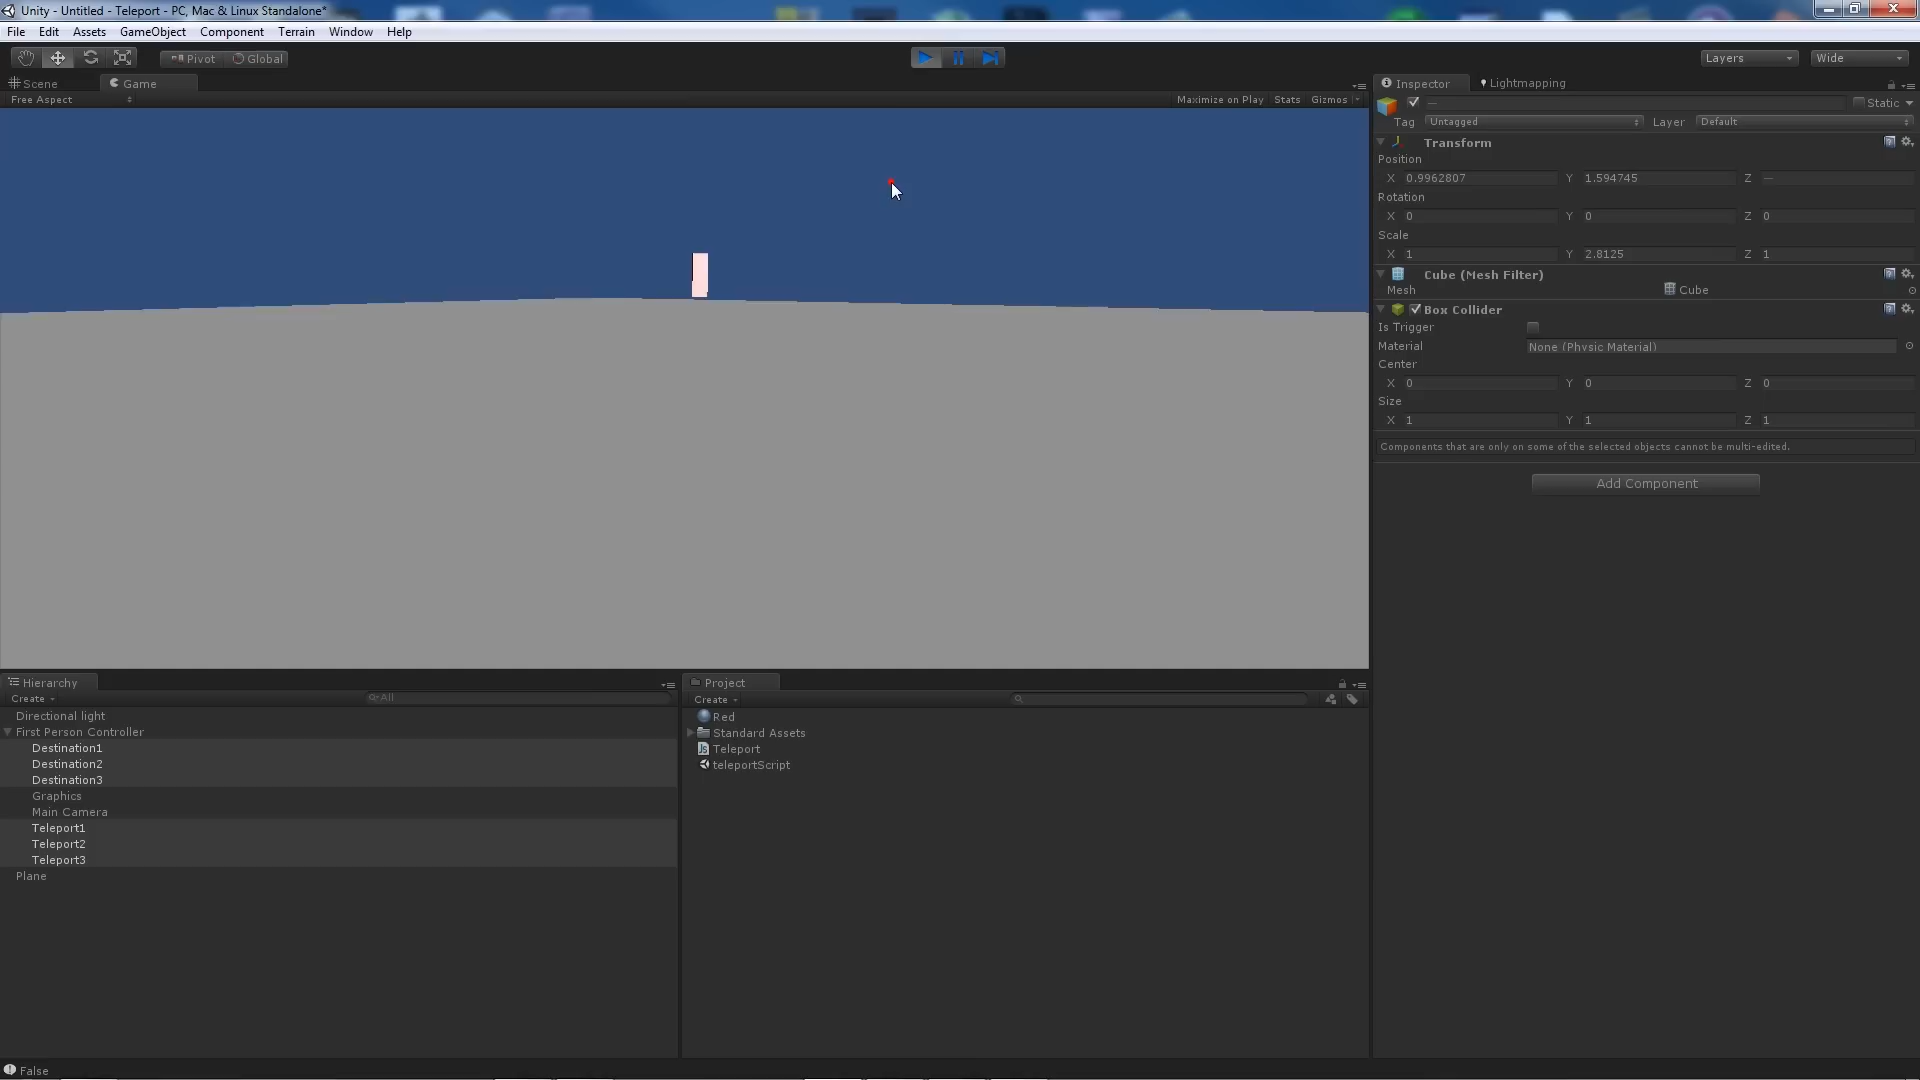 Unity - Untitled - Teleport - PC, Mac & Linux Standalone*
File Edit Assets GameObject Component Terrain Window Help
Pivot Global Layers Wide
Scene Game
Free Aspect Maximize on Play Stats Gizmos
Inspector Lightmapping
— Static
Tag Untagged Layer Default
Transform
Position
X 0.9962807 Y 1.594745 Z —
Rotation
X 0 Y 0 Z 0
Scale
X 1 Y 2.8125 Z 1
Cube (Mesh Filter)
Mesh Cube
Box Collider
Is Trigger
Material None (Physic Material)
Center
X 0 Y 0 Z 0
Size
X 1 Y 1 Z 1
Components that are only on some of the selected objects cannot be multi-edited.
Add Component
Hierarchy
Create All
Directional light
First Person Controller
Destination1
Destination2
Destination3
Graphics
Main Camera
Teleport1
Teleport2
Teleport3
Plane
Project
Create
Red
Standard Assets
Js Teleport
teleportScript
False